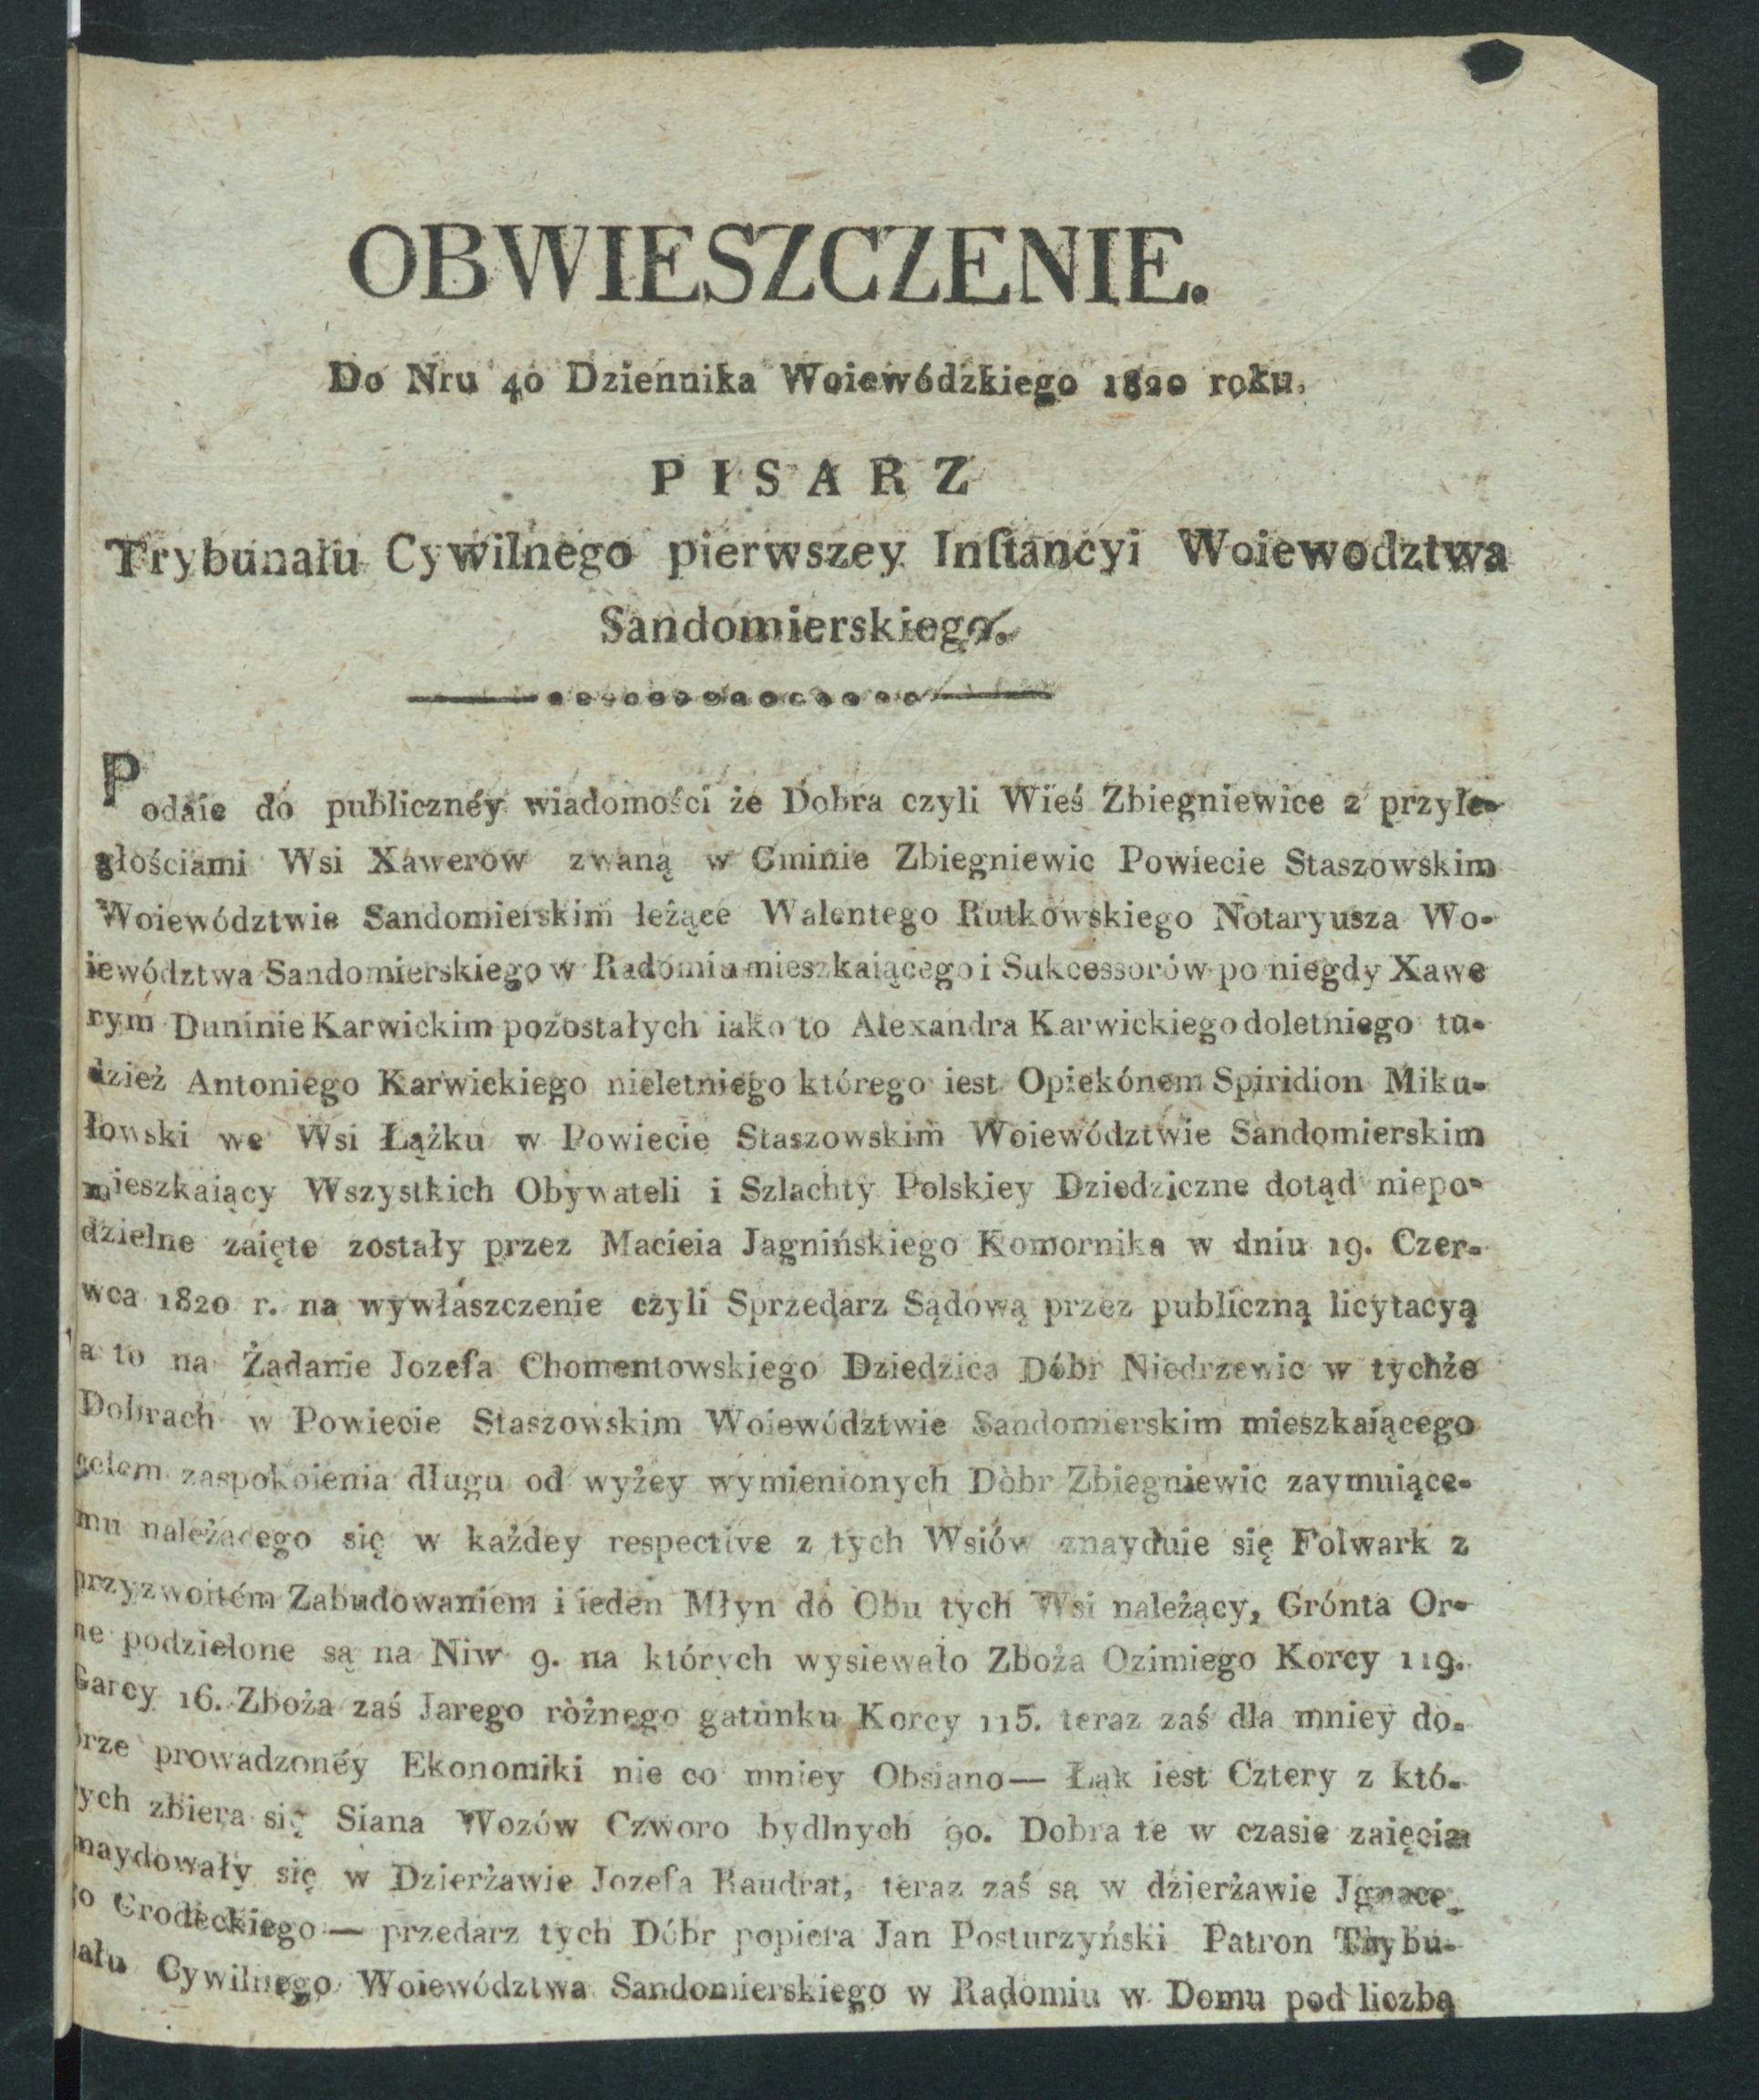 OBWIESZCZENIE.
Do Nru 40 Dziennika Woiewódzkiego 1820 roku.
PISARZ
Trybunału Cywilnego pierwszey Inſtancyi Woiewodztwa
Sandomierskiego.
Podaie do publicznéy wiadomości że Dobra czyli Wieś Zbiegniewice z przyle-
głościami Wsi Xawerow zwaną w Gminie Zbiegniewic Powiecie Staszowskim
Woiewództwie Sandomierskim leżące Walentego Rutkowskiego Notaryusza Wo-
iewództwa Sandomierskiego w Radomiu mieszkaiącego i Sukcessorów po niegdy Xawe
rym Duninie Karwickim pozostałych iako to Alexandra Karwickiego doletniego tu-
dzież Antoniego Karwickiego nieletniego którego iest Opiekónem Spiridion Miku-
łowski we Wsi Łążku w Powiecie Staszowskim Woiewództwie Sandomierskim
mieszkaiący Wszystkich Obywateli i Szlachty Polskiey Dziedziczne dotąd niepo-
dzielne zaięte zostały przez Macieia Jagnińskiego Komornika w dniu 19. Czer-
wca 1820 r. na wywłaszczenie czyli Sprzedarz Sądową przez publiczną licytacyą
a to na Żadanie Jozefa Chomentowskiego Dziedzica Dóbr Niedrzewic w tychże
Dobrach w Powiecie Staszowskim Woiewództwie Sandomierskim mieszkaiącego
celem zaspokoienia długu od wyżey wymienionych Dòbr Zbiegniewic zaymuiące-
mu należącego się w każdey respective z tych Wsiów znayduie się Folwark z
przyzwoitém Zabudowaniem i ieden Młyn do Obu tych Wsi należący, Grónta Or-
ne podzielone są na Niw 9. na których wysiewało Zboża Ozimiego Korcy 119.
Garcy 16. Zboża zaś Jarego ròżnego gatunku Korcy 115. teraz zaś dla mniey do-
brze prowadzonéy Ekonomiki nie co mniey Obsiano— Łąk iest Cztery z któ-
rych zbiera się Siana Wozów Czworo bydlnych 90. Dobra te w czasie zaięcia
znaydowały się w Dzierżawie Jozefa Raudrat, teraz zaś są w dzierżawie Jgnace-
go Grodeckiego — przedarz tych Dóbr popiera Jan Posturzyński Patron Trybu-
nału Cywilnego Woiewództwa Sandomierskiego w Radomiu w Domu pod liczbą